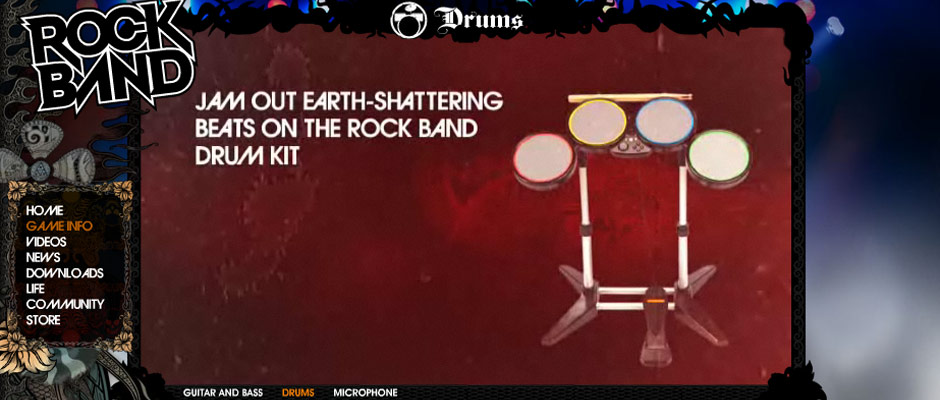 ROCK
BAND
Drums
JAM OUT EARTH-SHATTERING
BEATS ON THE ROCK BAND
DRUM KIT
HOME
GAME INFO
VIDEOS
NEWS
DOWNLOADS
LIFE
COMMUNITY
STORE
GUITAR AND BASS DRUMS MICROPHONE